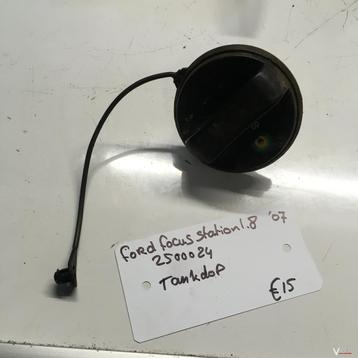 Ford Focus Station 1.8 '07
2500024
Tankdop
€15